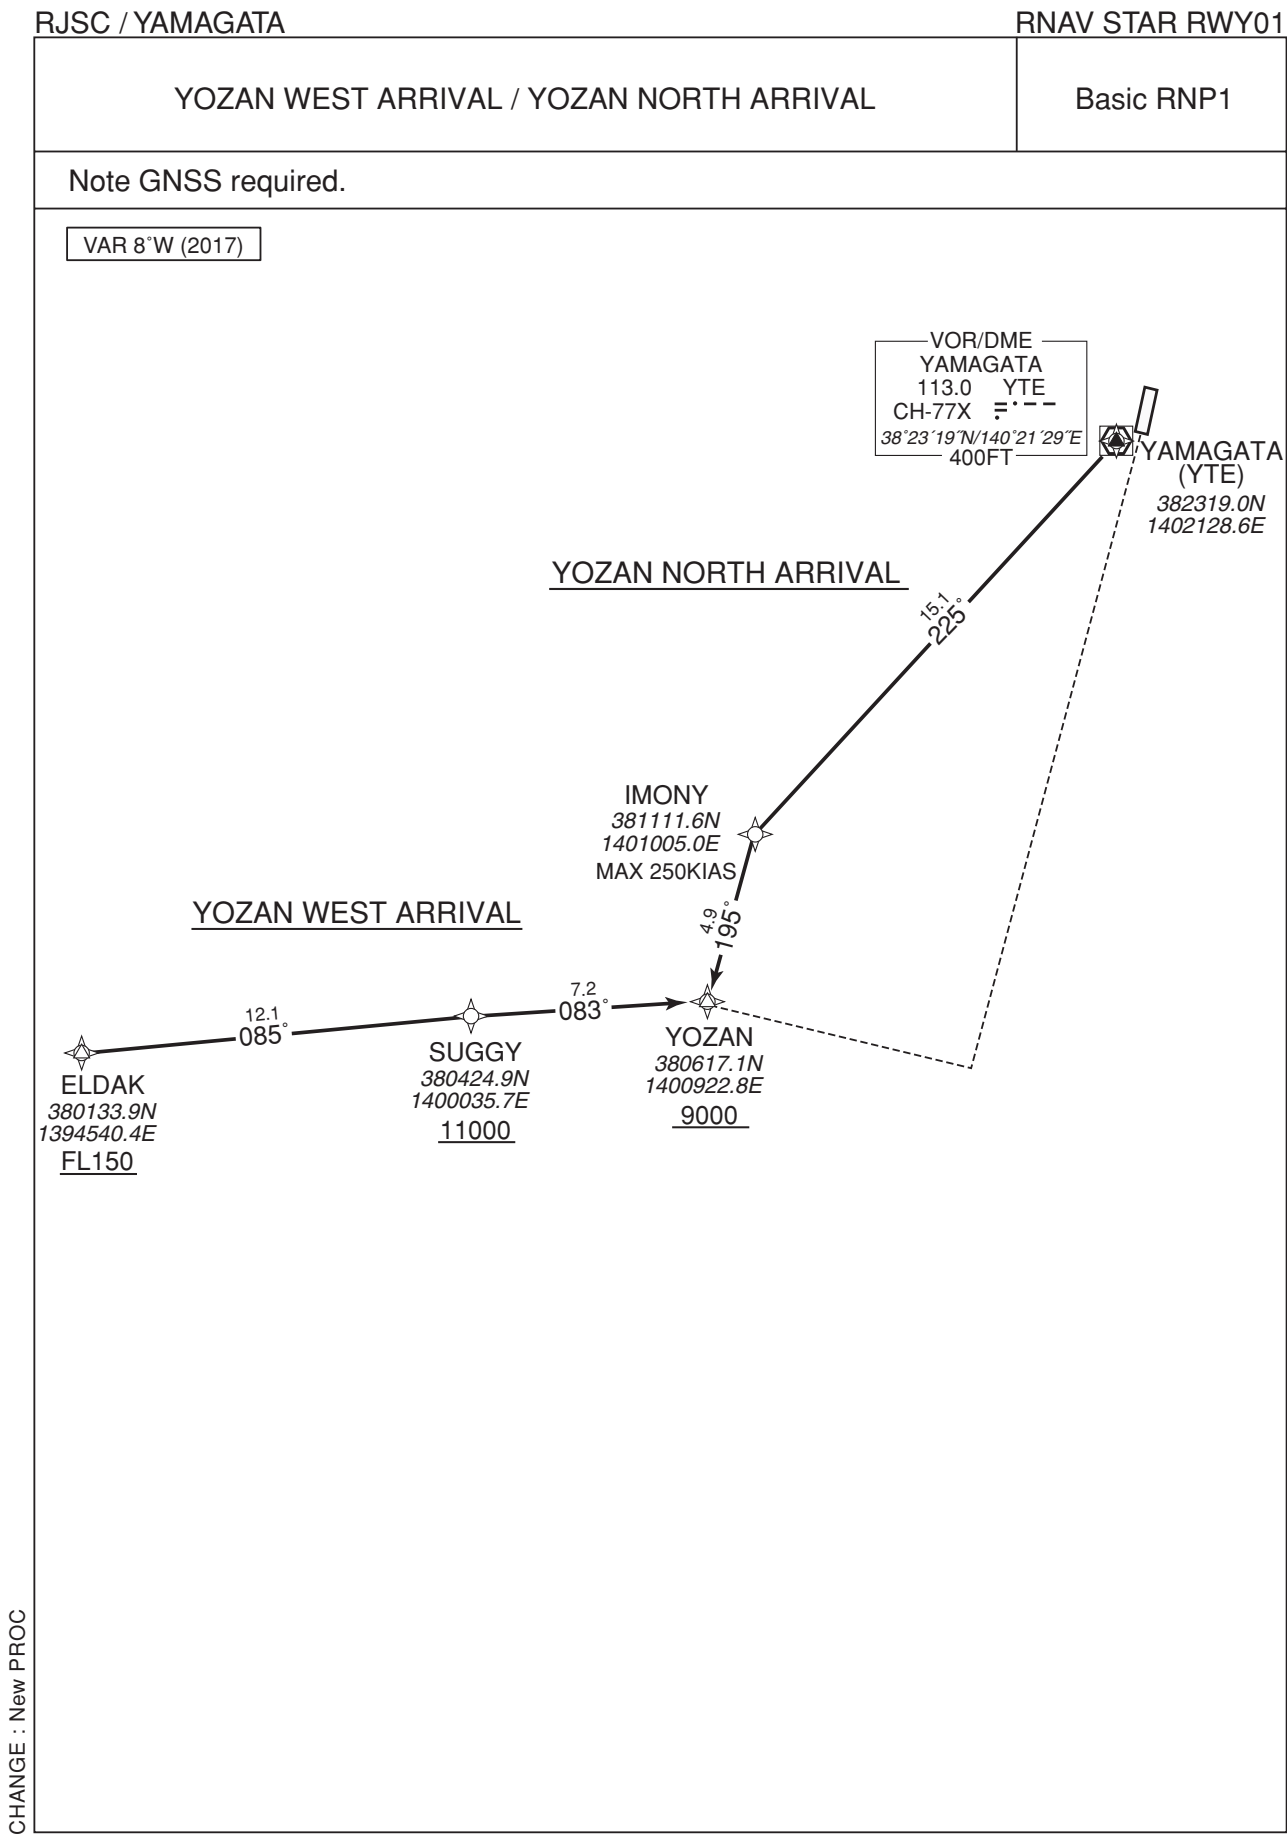 RJSC / YAMAGATA
RNAV STAR RWY01
YOZAN WEST ARRIVAL / YOZAN NORTH ARRIVAL
Basic RNP1
Note GNSS required.
VAR 8˚W (2017)
VOR/DME
YAMAGATA
113.0 YTE
CH-77X
38˚23´19˝N/140˚21´29˝E
400FT
YAMAGATA
(YTE)
382319.0N
1402128.6E
YOZAN NORTH ARRIVAL
15.1
225˚
IMONY
381111.6N
1401005.0E
MAX 250KIAS
4.9
195˚
YOZAN WEST ARRIVAL
12.1
085˚
7.2
083˚
ELDAK
380133.9N
1394540.4E
FL150
SUGGY
380424.9N
1400035.7E
11000
YOZAN
380617.1N
1400922.8E
9000
CHANGE : New PROC